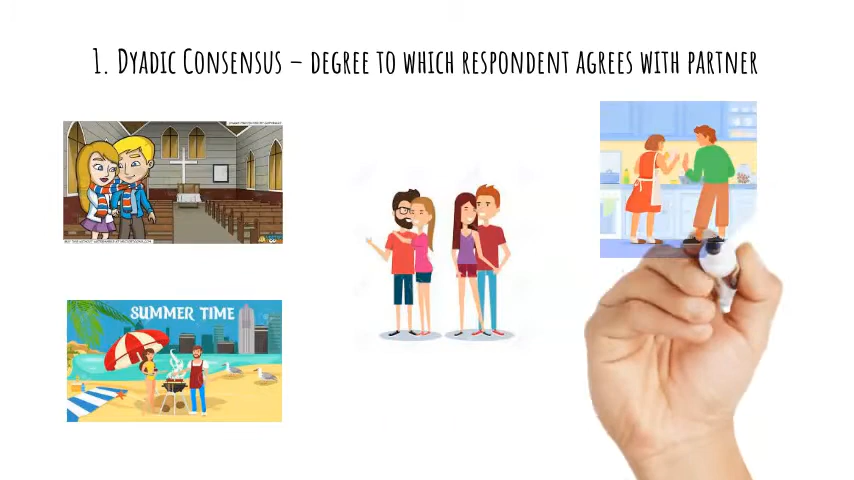 1. Dyadic Consensus – degree to which respondent agrees with partner
SUMMER TIME